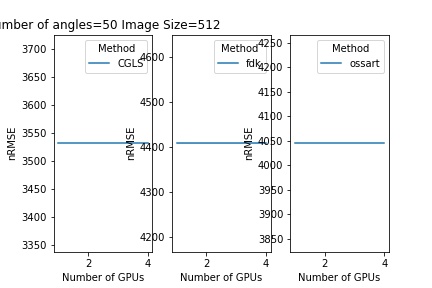 mber of angles=50 Image Size=512
Method
CGLS
3700
3650
3600
3550
3500
3450
3400
3350
nRMSE
2
4
Number of GPUs
Method
fdk
4600
4500
4400
4300
4200
nRMSE
2
4
Number of GPUs
Method
ossart
4250
4200
4150
4100
4050
4000
3950
3900
3850
nRMSE
2
4
Number of GPUs